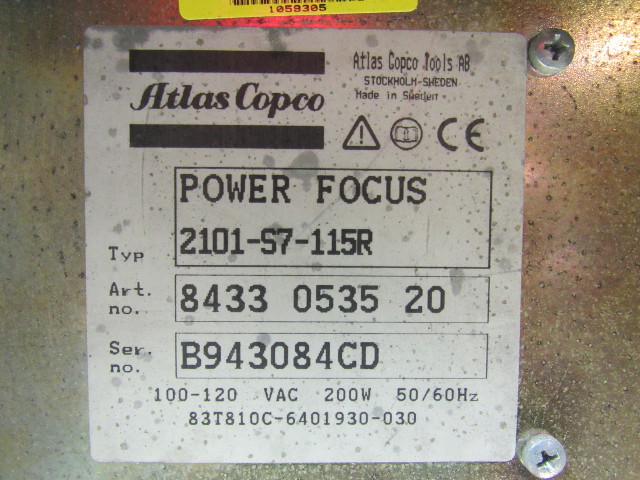 1059305
Atlas Copco
Atlas Copco Tools AB
STOCKHOLM-SWEDEN
Made in Sweden
CE
POWER FOCUS
Typ 2101-S7-115R
Art. no. 8433 0535 20
Ser. no. B943084CD
100-120 VAC 200W 50/60Hz
83T810C-6401930-030